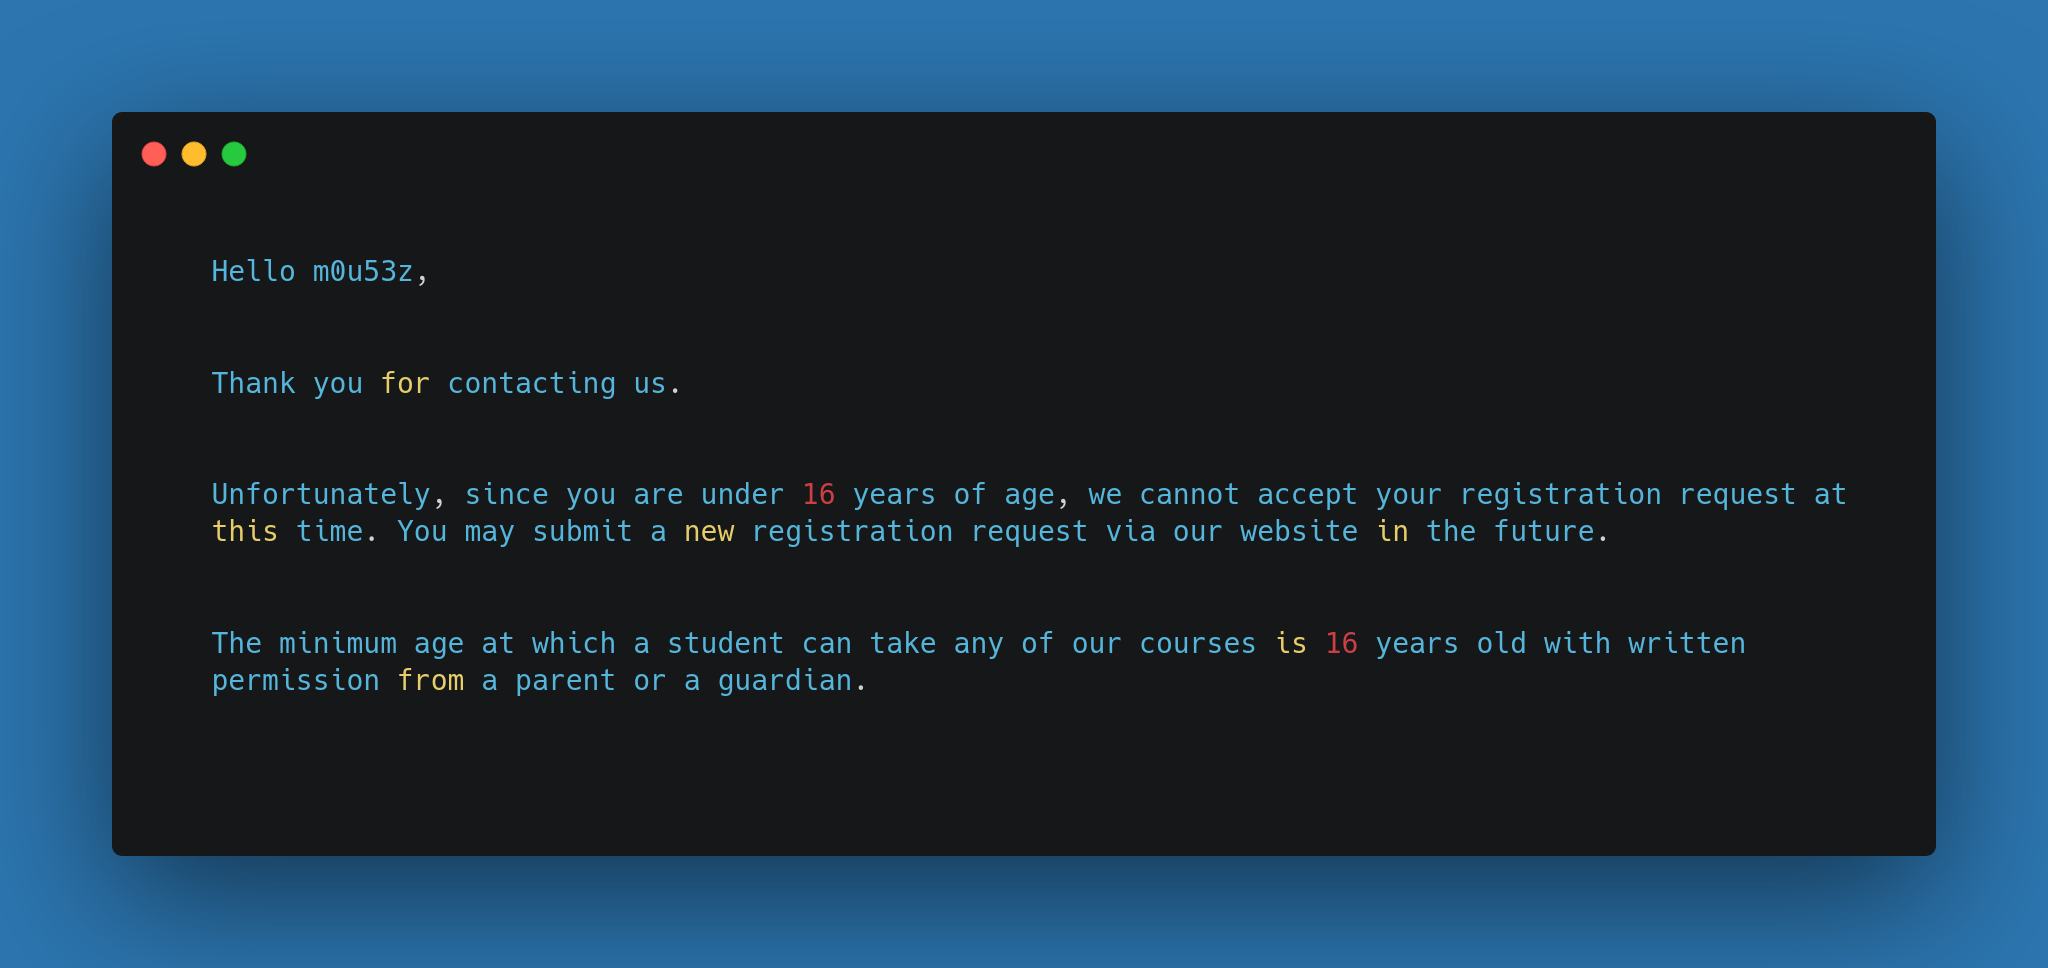 Hello m0u53z,
Thank you for contacting us.
Unfortunately, since you are under 16 years of age, we cannot accept your registration request at
this time. You may submit a new registration request via our website in the future.
The minimum age at which a student can take any of our courses is 16 years old with written
permission from a parent or a guardian.